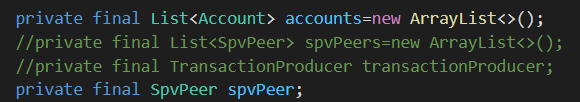 private final List<Account> accounts=new ArrayList<>();
//private final List<SpvPeer> spvPeers=new ArrayList<>();
//private final TransactionProducer transactionProducer;
private final SpvPeer spvPeer;